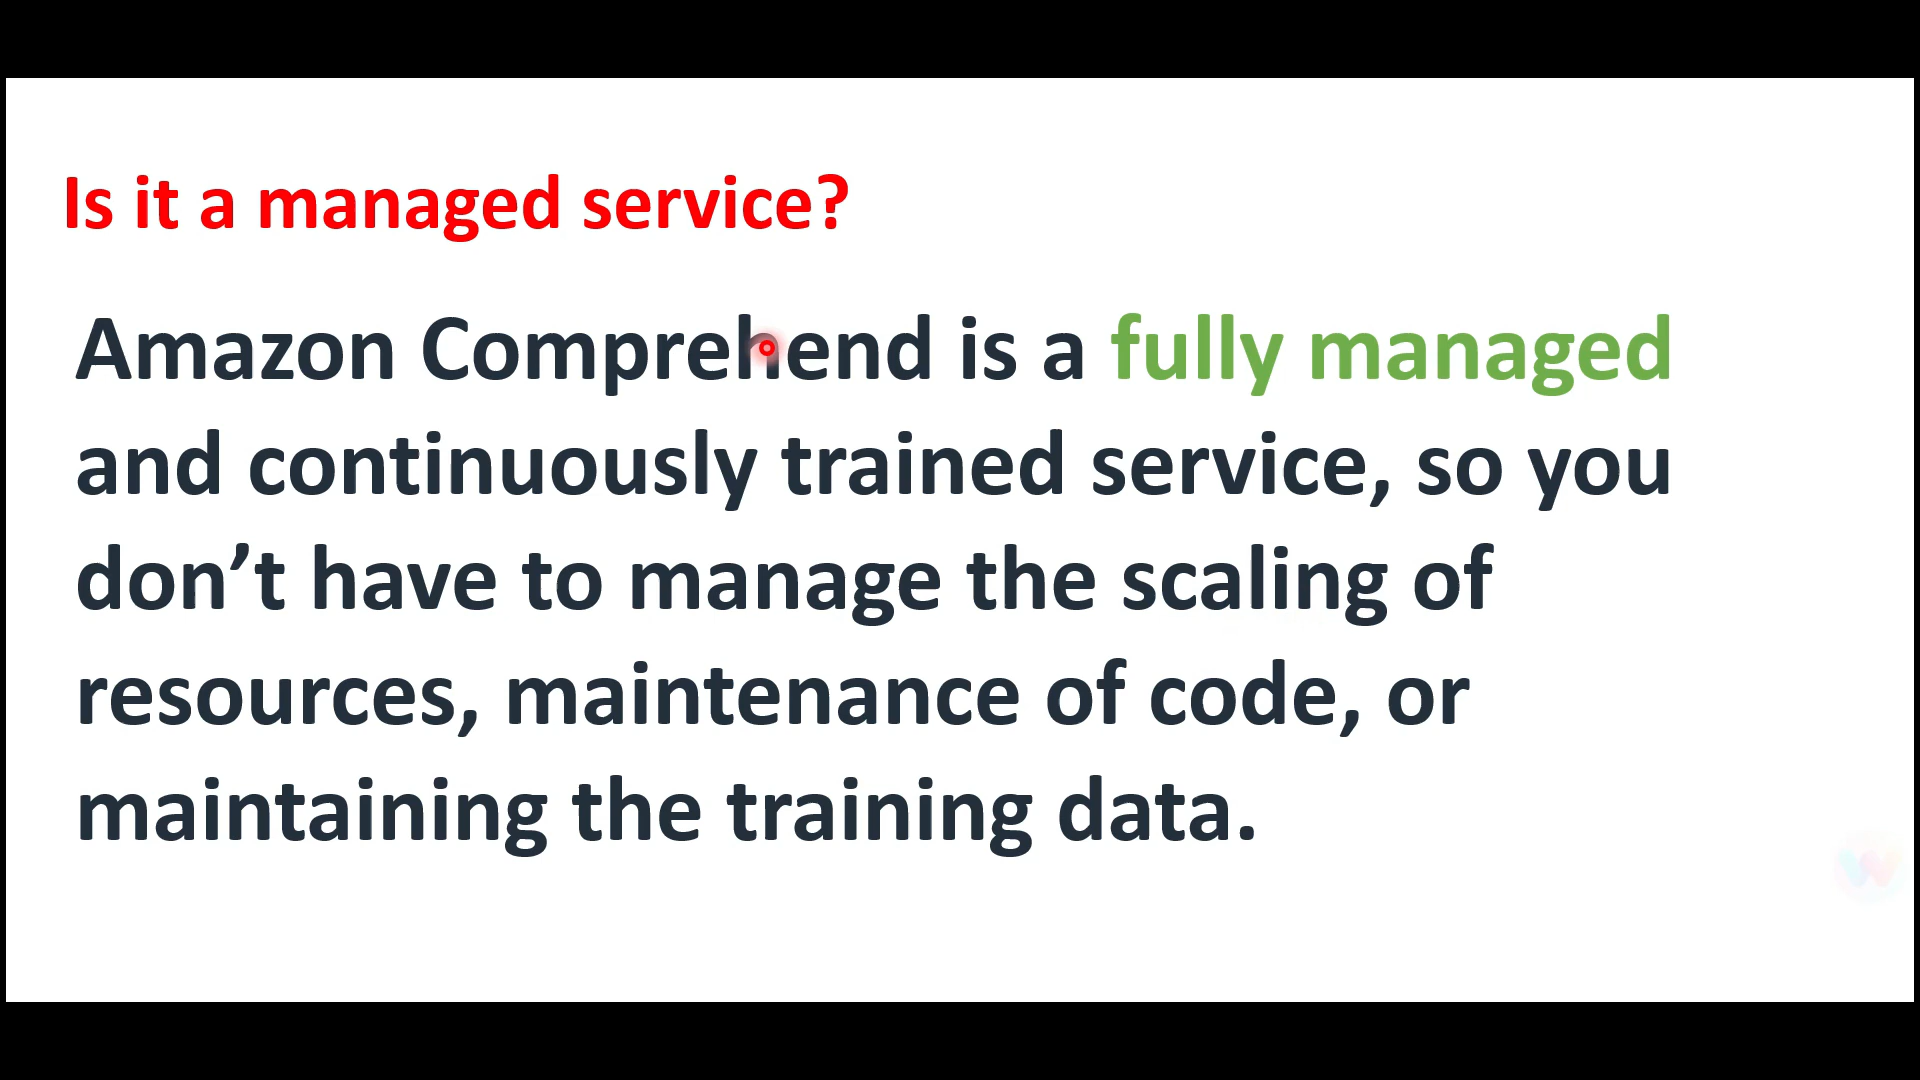 Is it a managed service?
Amazon Comprehend is a fully managed
and continuously trained service, so you
don’t have to manage the scaling of
resources, maintenance of code, or
maintaining the training data.